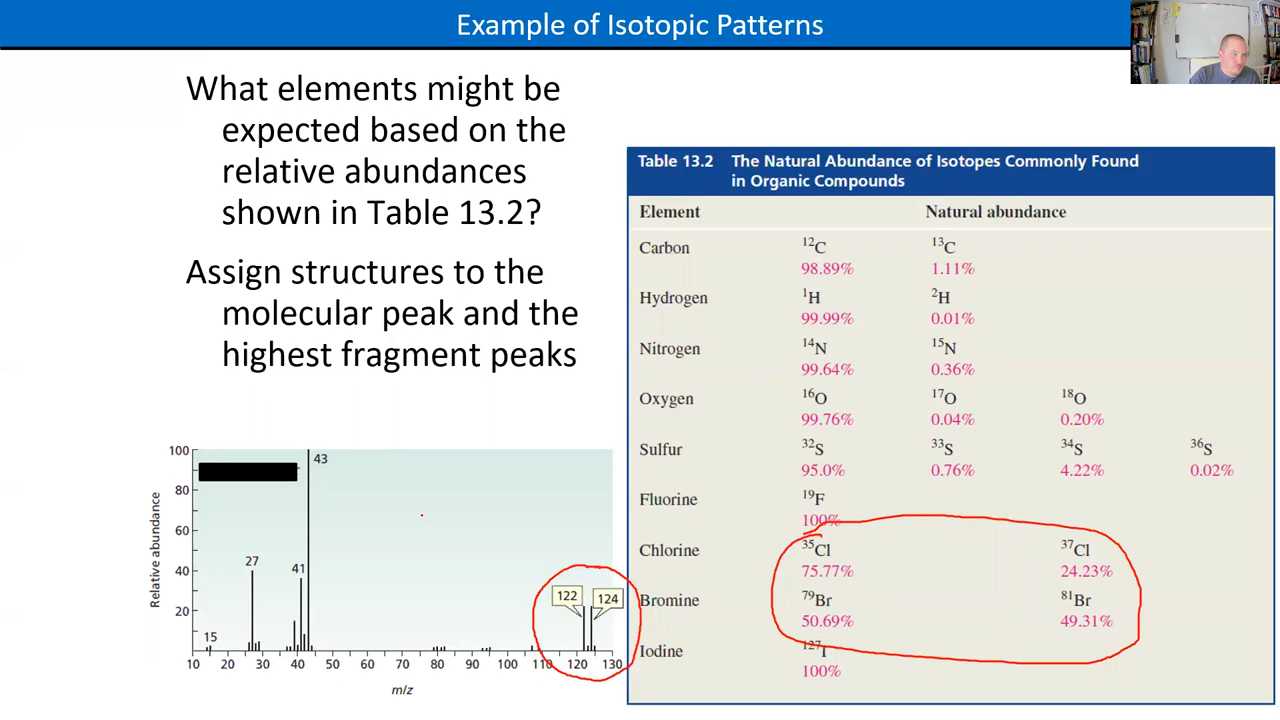 Example of Isotopic Patterns
What elements might be
expected based on the
relative abundances
shown in Table 13.2?
Assign structures to the
molecular peak and the
highest fragment peaks
Table 13.2 The Natural Abundance of Isotopes Commonly Found
in Organic Compounds
Element Natural abundance
Carbon ¹²C ¹³C
98.89% 1.11%
Hydrogen ¹H ²H
99.99% 0.01%
Nitrogen ¹⁴N ¹⁵N
99.64% 0.36%
Oxygen ¹⁶O ¹⁷O ¹⁸O
99.76% 0.04% 0.20%
Sulfur ³²S ³³S ³⁴S ³⁶S
95.0% 0.76% 4.22% 0.02%
Fluorine ¹⁹F
100%
Chlorine ³⁵Cl ³⁷Cl
75.77% 24.23%
Bromine ⁷⁹Br ⁸¹Br
50.69% 49.31%
Iodine ¹²⁷I
100%
Relative abundance
100
80
60
40
20
15
27
41
43
122
124
10 20 30 40 50 60 70 80 90 100 110 120 130
m/z